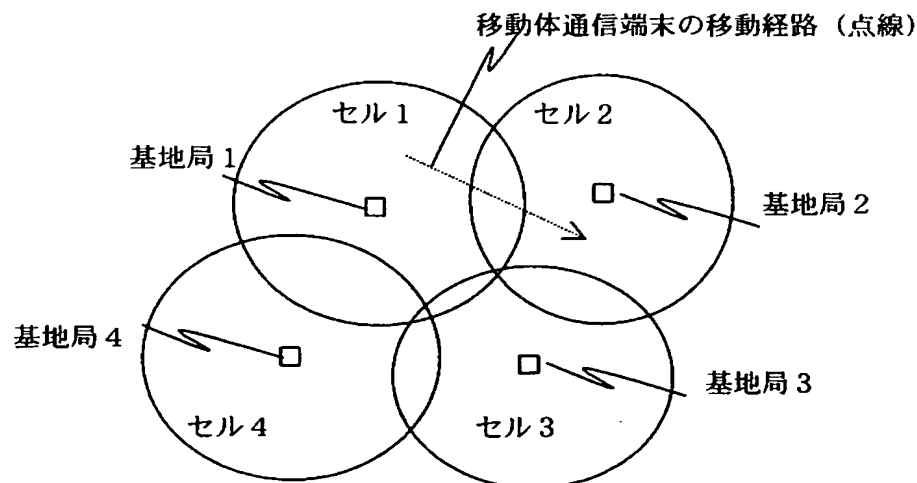 移動体通信端末の移動経路（点線）
セル１
セル２
基地局１
基地局２
基地局４
基地局３
セル４
セル３